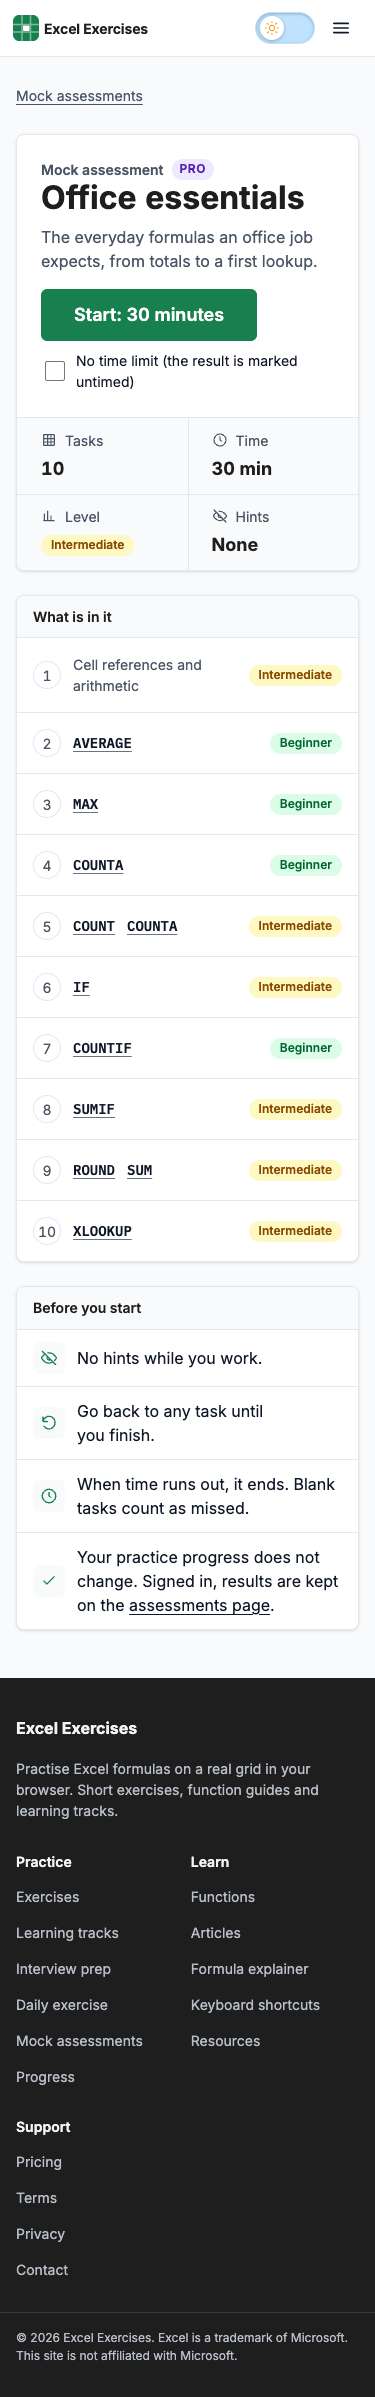 Excel Exercises
Mock assessments
Mock assessment PRO
Office essentials
The everyday formulas an office job
expects, from totals to a first lookup.
Start: 30 minutes
No time limit (the result is marked
untimed)
Tasks
10
Time
30 min
Level
Intermediate
Hints
None
What is in it
1 Cell references and
arithmetic Intermediate
2 AVERAGE Beginner
3 MAX Beginner
4 COUNTA Beginner
5 COUNT COUNTA Intermediate
6 IF Intermediate
7 COUNTIF Beginner
8 SUMIF Intermediate
9 ROUND SUM Intermediate
10 XLOOKUP Intermediate
Before you start
No hints while you work.
Go back to any task until
you finish.
When time runs out, it ends. Blank
tasks count as missed.
Your practice progress does not
change. Signed in, results are kept
on the assessments page.
Excel Exercises
Practise Excel formulas on a real grid in your
browser. Short exercises, function guides and
learning tracks.
Practice
Exercises
Learning tracks
Interview prep
Daily exercise
Mock assessments
Progress
Learn
Functions
Articles
Formula explainer
Keyboard shortcuts
Resources
Support
Pricing
Terms
Privacy
Contact
© 2026 Excel Exercises. Excel is a trademark of Microsoft.
This site is not affiliated with Microsoft.